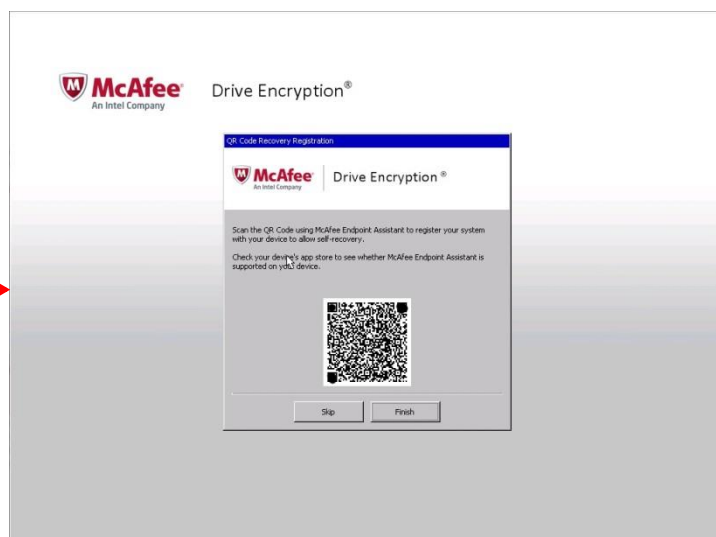 McAfee®
An Intel Company
Drive Encryption®
QR Code Recovery Registration
McAfee
An Intel Company
Drive Encryption ®
Scan the QR Code using McAfee Endpoint Assistant to register your system
with your device to allow self-recovery.
Check your device's app store to see whether McAfee Endpoint Assistant is
supported on your device.
Skip
Finish